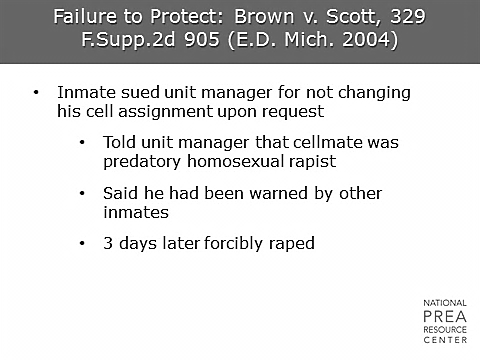 Failure to Protect: Brown v. Scott, 329
F.Supp.2d 905 (E.D. Mich. 2004)
• Inmate sued unit manager for not changing
his cell assignment upon request
• Told unit manager that cellmate was
predatory homosexual rapist
• Said he had been warned by other
inmates
• 3 days later forcibly raped
NATIONAL
PREA
RESOURCE
CENTER